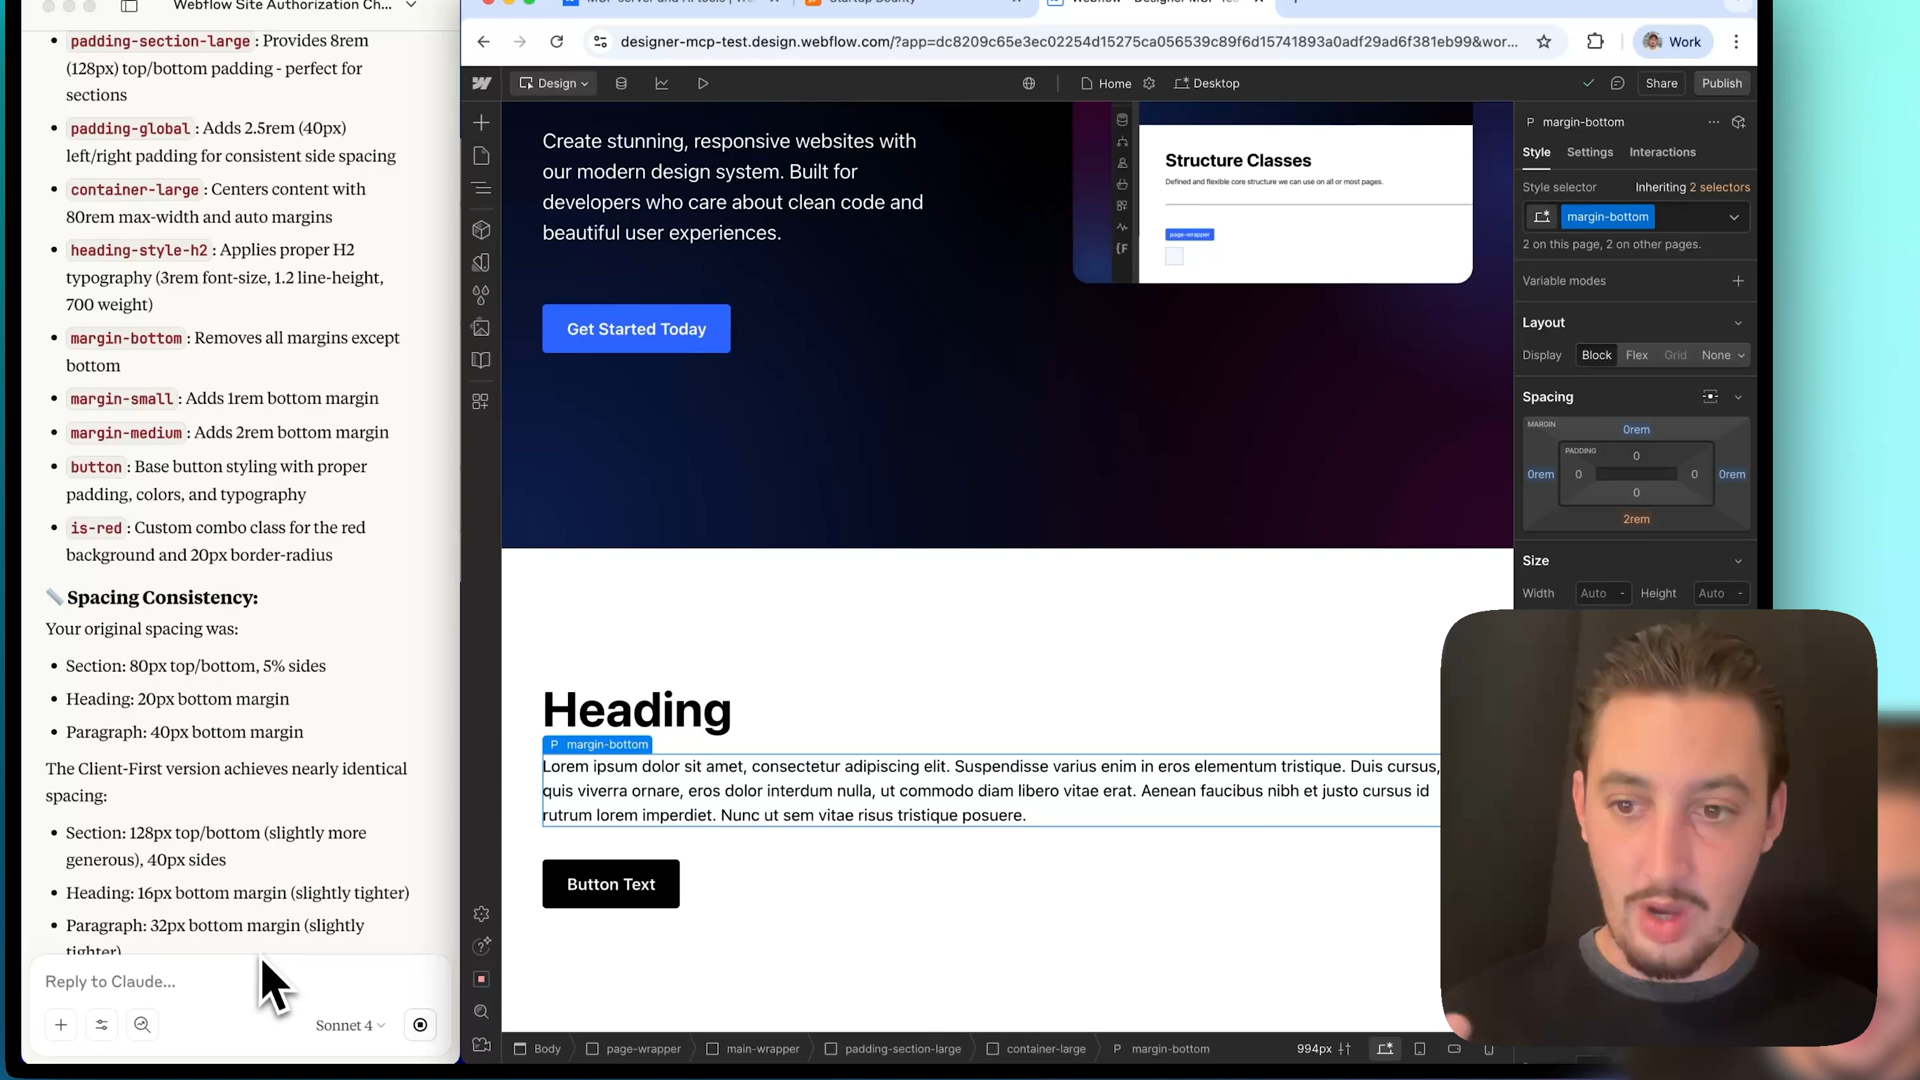 Webflow Site Authorization Ch...
padding-section-large : Provides 8rem
(128px) top/bottom padding - perfect for
sections
padding-global : Adds 2.5rem (40px)
left/right padding for consistent side spacing
container-large : Centers content with
80rem max-width and auto margins
heading-style-h2 : Applies proper H2
typography (3rem font-size, 1.2 line-height,
700 weight)
margin-bottom : Removes all margins except
bottom
margin-small : Adds 1rem bottom margin
margin-medium : Adds 2rem bottom margin
button : Base button styling with proper
padding, colors, and typography
is-red : Custom combo class for the red
background and 20px border-radius
Spacing Consistency:
Your original spacing was:
Section: 80px top/bottom, 5% sides
Heading: 20px bottom margin
Paragraph: 40px bottom margin
The Client-First version achieves nearly identical
spacing:
Section: 128px top/bottom (slightly more
generous), 40px sides
Heading: 16px bottom margin (slightly tighter)
Paragraph: 32px bottom margin (slightly
tighter)
Reply to Claude...
Sonnet 4
designer-mcp-test.design.webflow.com/?app=dc8209c65e3ec02254d15275ca056539c89f6d15741893a0adf29ad6f381eb99&wor...
Work
Design
Home
Desktop
Share
Publish
Create stunning, responsive websites with
our modern design system. Built for
developers who care about clean code and
beautiful user experiences.
Get Started Today
Structure Classes
Defined and flexible core structure we can use on all or most pages.
page-wrapper
Heading
P margin-bottom
Lorem ipsum dolor sit amet, consectetur adipiscing elit. Suspendisse varius enim in eros elementum tristique. Duis cursus,
quis viverra ornare, eros dolor interdum nulla, ut commodo diam libero vitae erat. Aenean faucibus nibh et justo cursus id
rutrum lorem imperdiet. Nunc ut sem vitae risus tristique posuere.
Button Text
Body
page-wrapper
main-wrapper
padding-section-large
container-large
P margin-bottom
994px
P margin-bottom
Style
Settings
Interactions
Style selector
Inheriting 2 selectors
margin-bottom
2 on this page, 2 on other pages.
Variable modes
Layout
Display
Block
Flex
Grid
None
Spacing
MARGIN
0rem
PADDING
0
0rem
0
0
0rem
0
2rem
Size
Width
Auto
-
Height
Auto
-